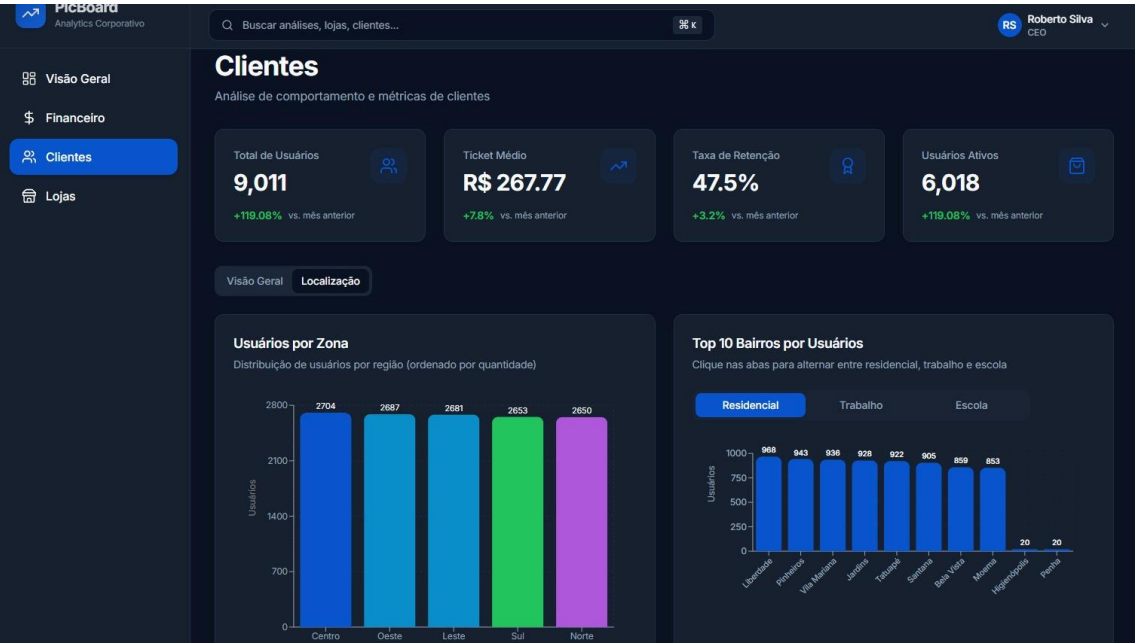 PicBoard
Analytics Corporativo
Buscar análises, lojas, clientes...
⌘ K
RS
Roberto Silva
CEO
Visão Geral
Financeiro
Clientes
Lojas
Clientes
Análise de comportamento e métricas de clientes
Total de Usuários
9,011
+119.08% vs. mês anterior
Ticket Médio
R$ 267.77
+7.8% vs. mês anterior
Taxa de Retenção
47.5%
+3.2% vs. mês anterior
Usuários Ativos
6,018
+119.08% vs. mês anterior
Visão Geral
Localização
Usuários por Zona
Distribuição de usuários por região (ordenado por quantidade)
Usuários
2800
2100
1400
700
0
2704
2687
2681
2653
2650
Centro
Oeste
Leste
Sul
Norte
Top 10 Bairros por Usuários
Clique nas abas para alternar entre residencial, trabalho e escola
Residencial
Trabalho
Escola
Usuários
1000
750
500
250
0
968
943
936
928
922
905
859
853
20
20
Liberdade
Pinheiros
Vila Mariana
Jardins
Tatuapé
Santana
Bela Vista
Moema
Higienópolis
Penha